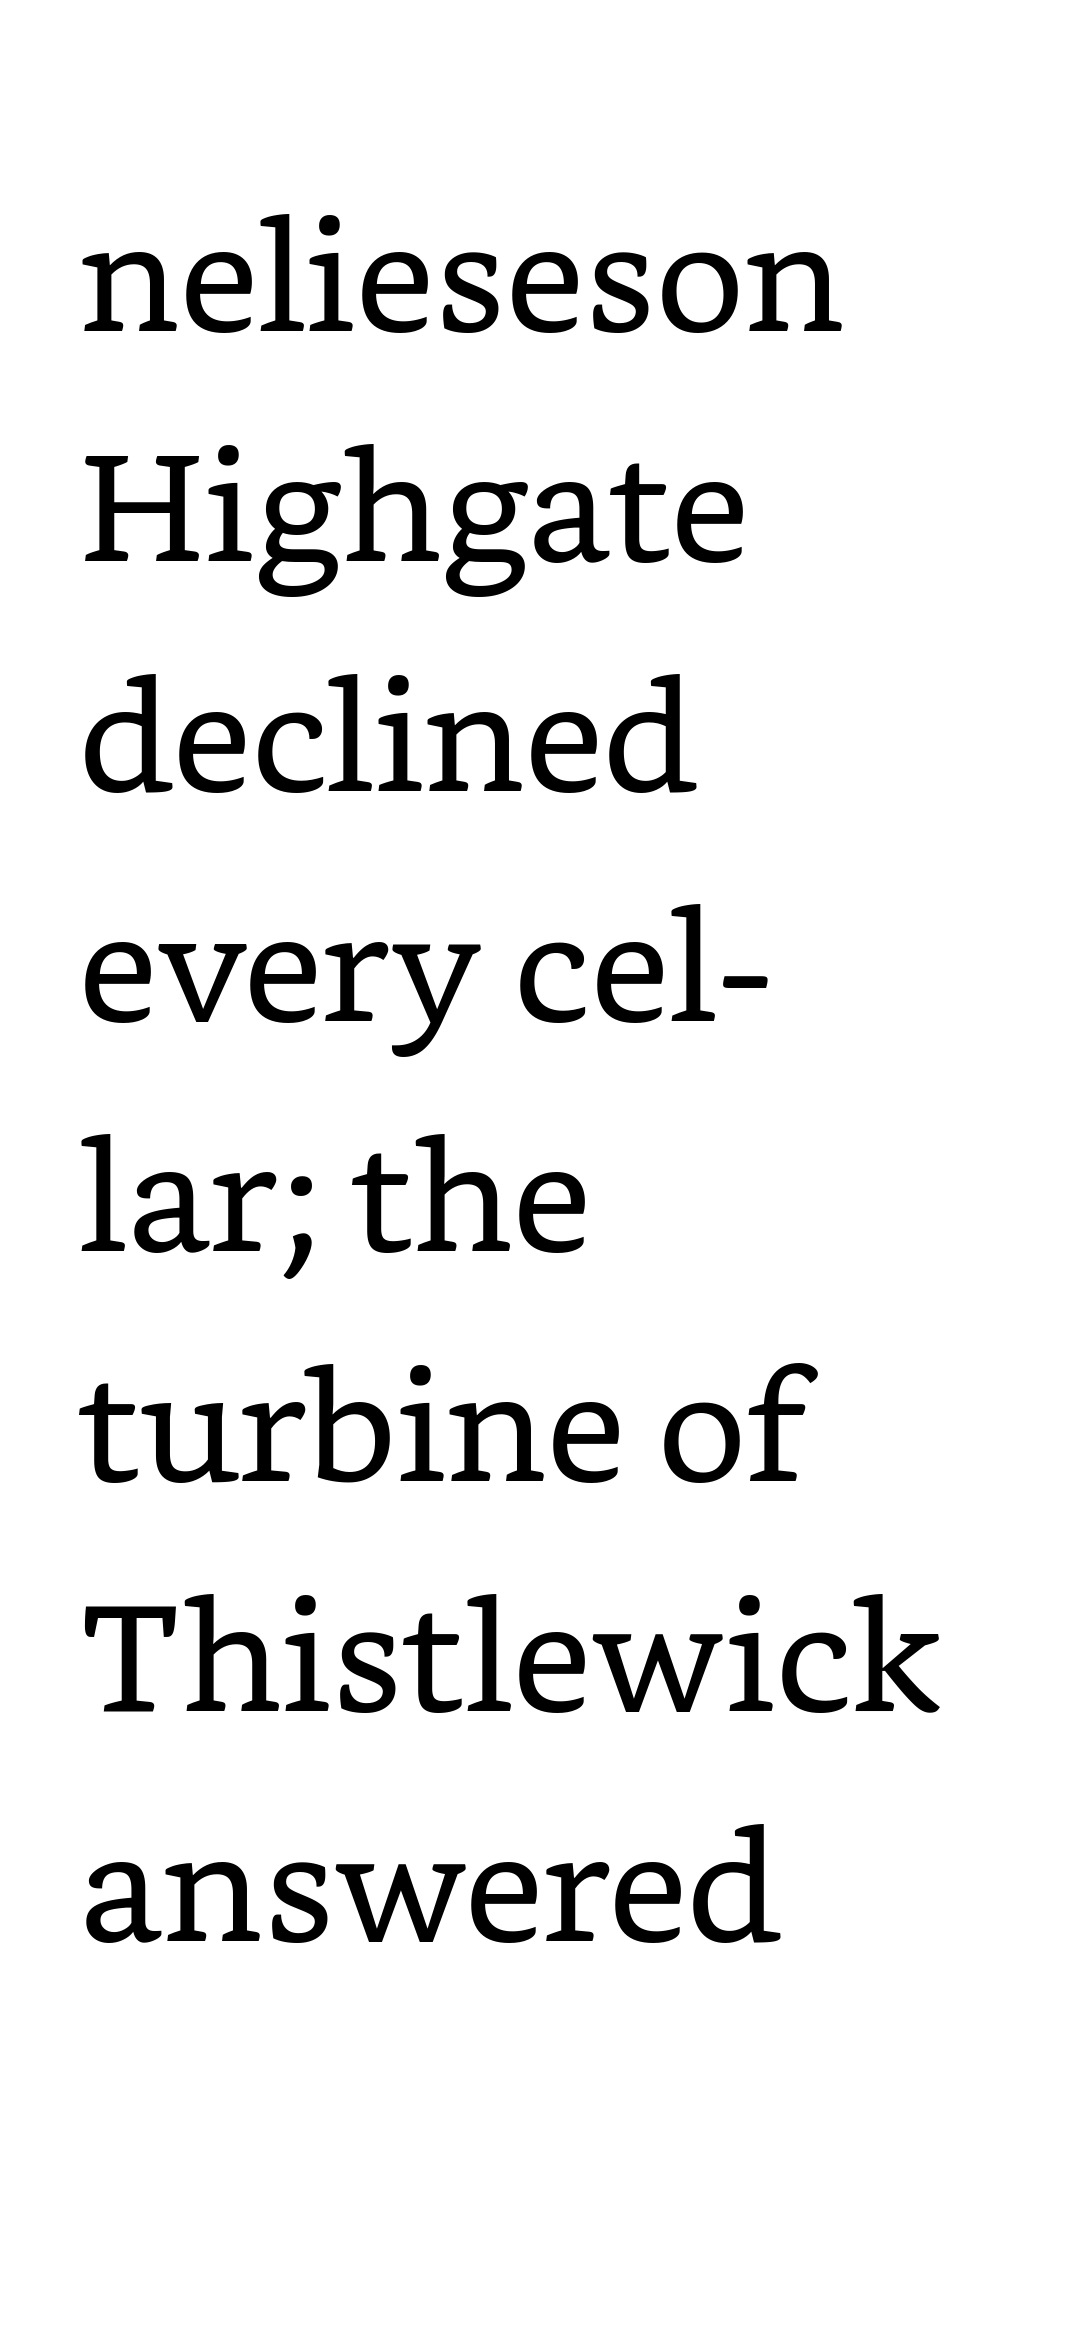 nelieseson
Highgate
declined
every cel-
lar; the
turbine of
Thistlewick
answered